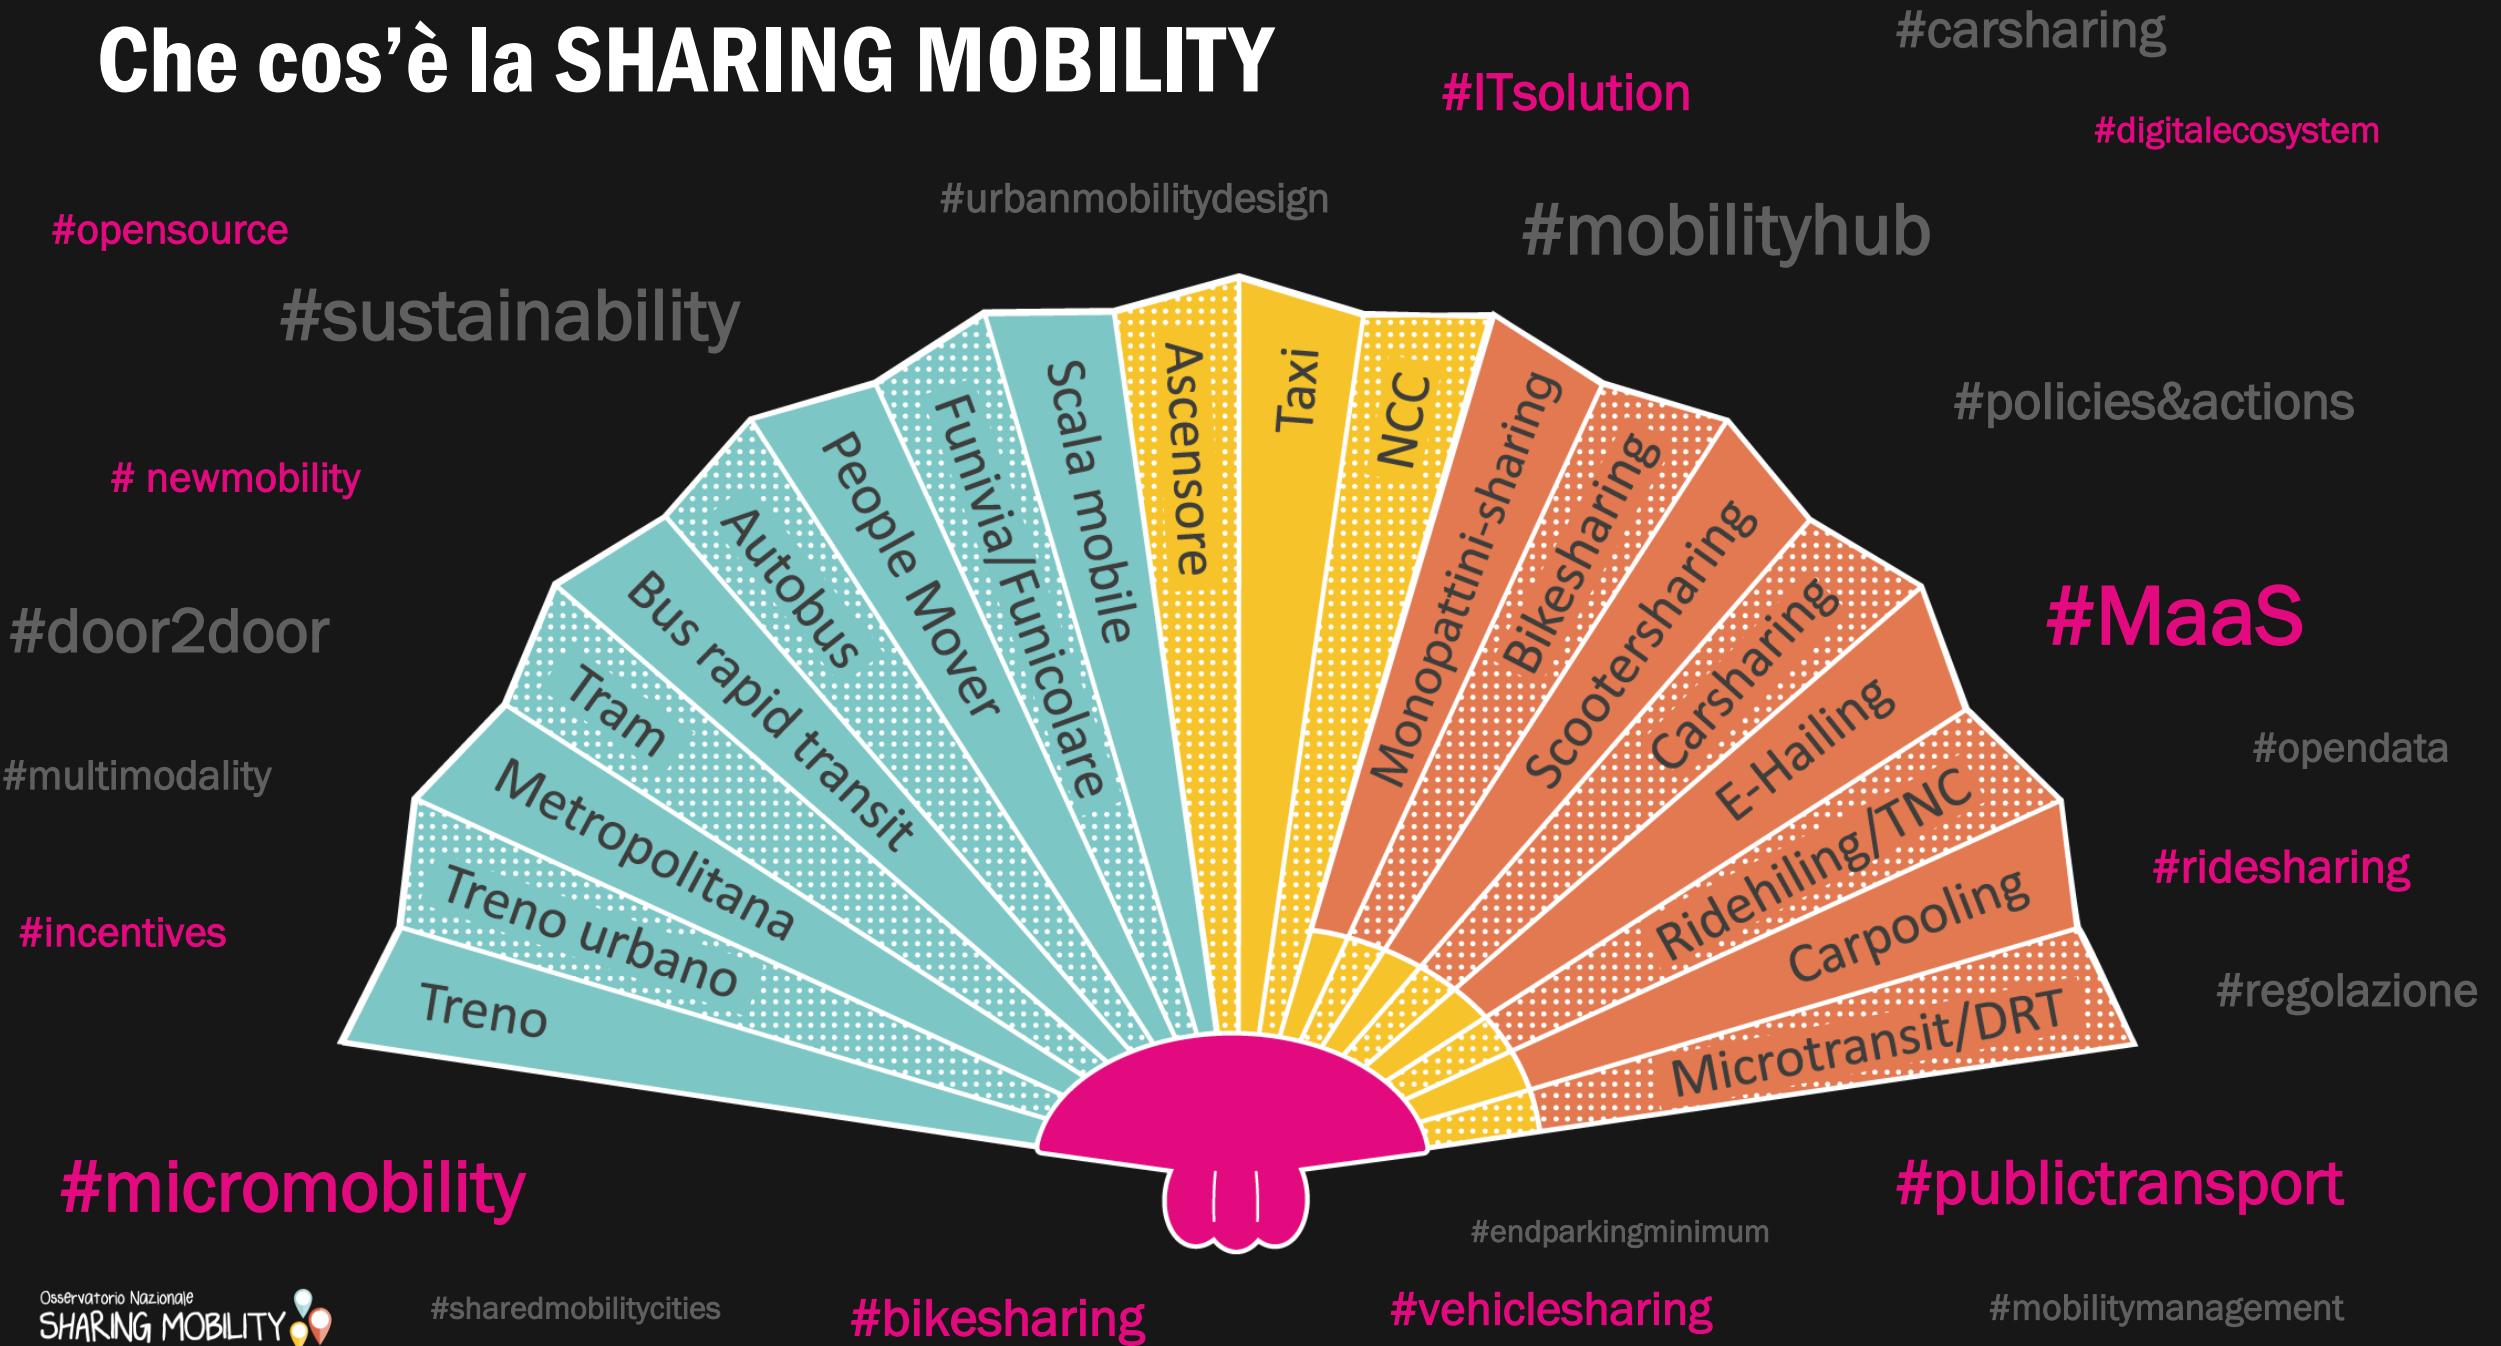 Che cos’è la SHARING MOBILITY
#carsharing
#ITsolution
#digitalecosystem
#urbanmobilitydesign
#opensource
#mobilityhub
#sustainability
#policies&actions
# newmobility
#door2door
#MaaS
#multimodality
#opendata
#ridesharing
#incentives
#regolazione
Treno
Treno urbano
Metropolitana
Tram
Bus rapid transit
Autobus
People Mover
Funivia/Funicolare
Scala mobile
Ascensore
Taxi
NCC
Monopattini-sharing
Bikesharing
Scootersharing
Carsharing
E-Hailing
Ridehiling/TNC
Carpooling
Microtransit/DRT
#micromobility
#publictransport
#endparkingminimum
Osservatorio Nazionale
SHARING MOBILITY
#sharedmobilitycities
#bikesharing
#vehiclesharing
#mobilitymanagement